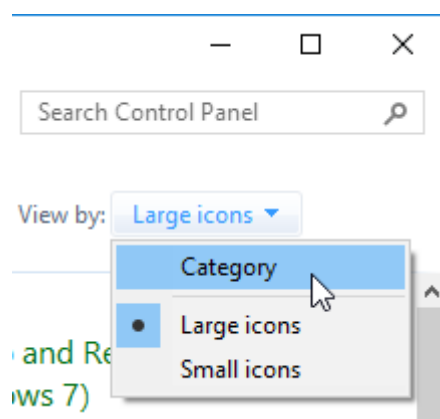 Search Control Panel
View by: Large icons
Category
Large icons
Small icons
and Re
ows 7)